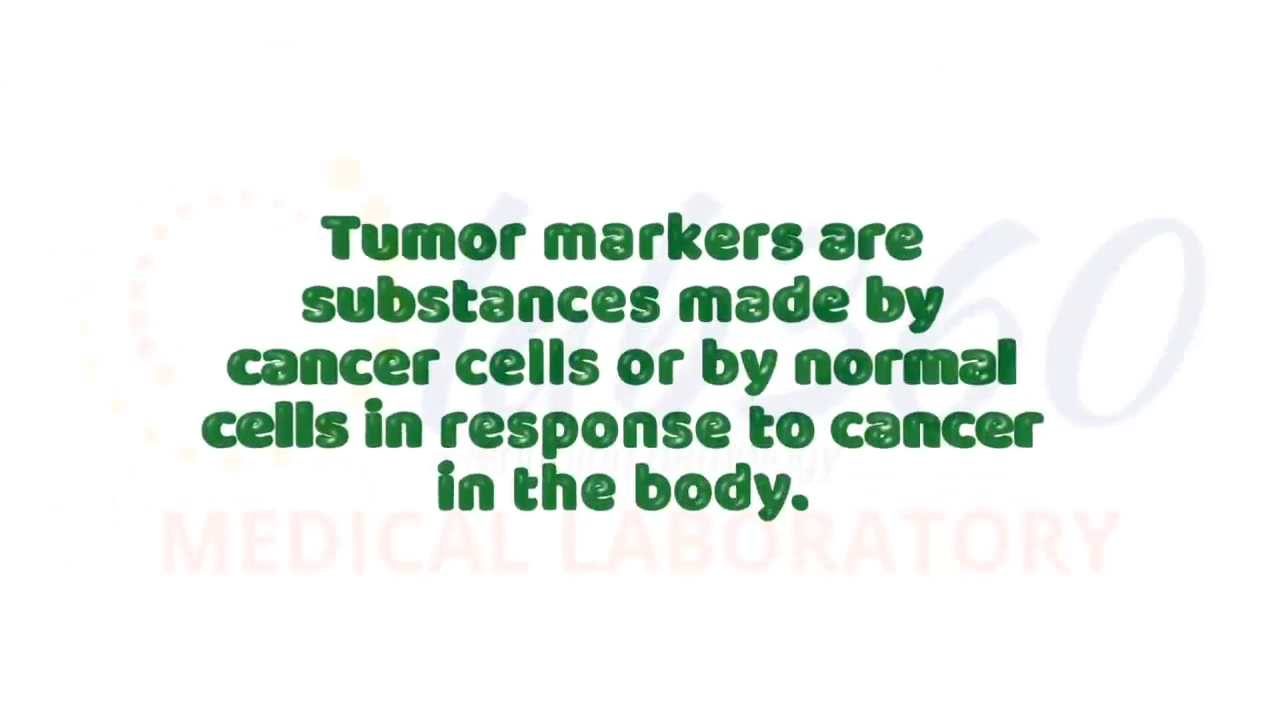 Tumor markers are
substances made by
cancer cells or by normal
cells in response to cancer
in the body.
lab360
MEDICAL LABORATORY